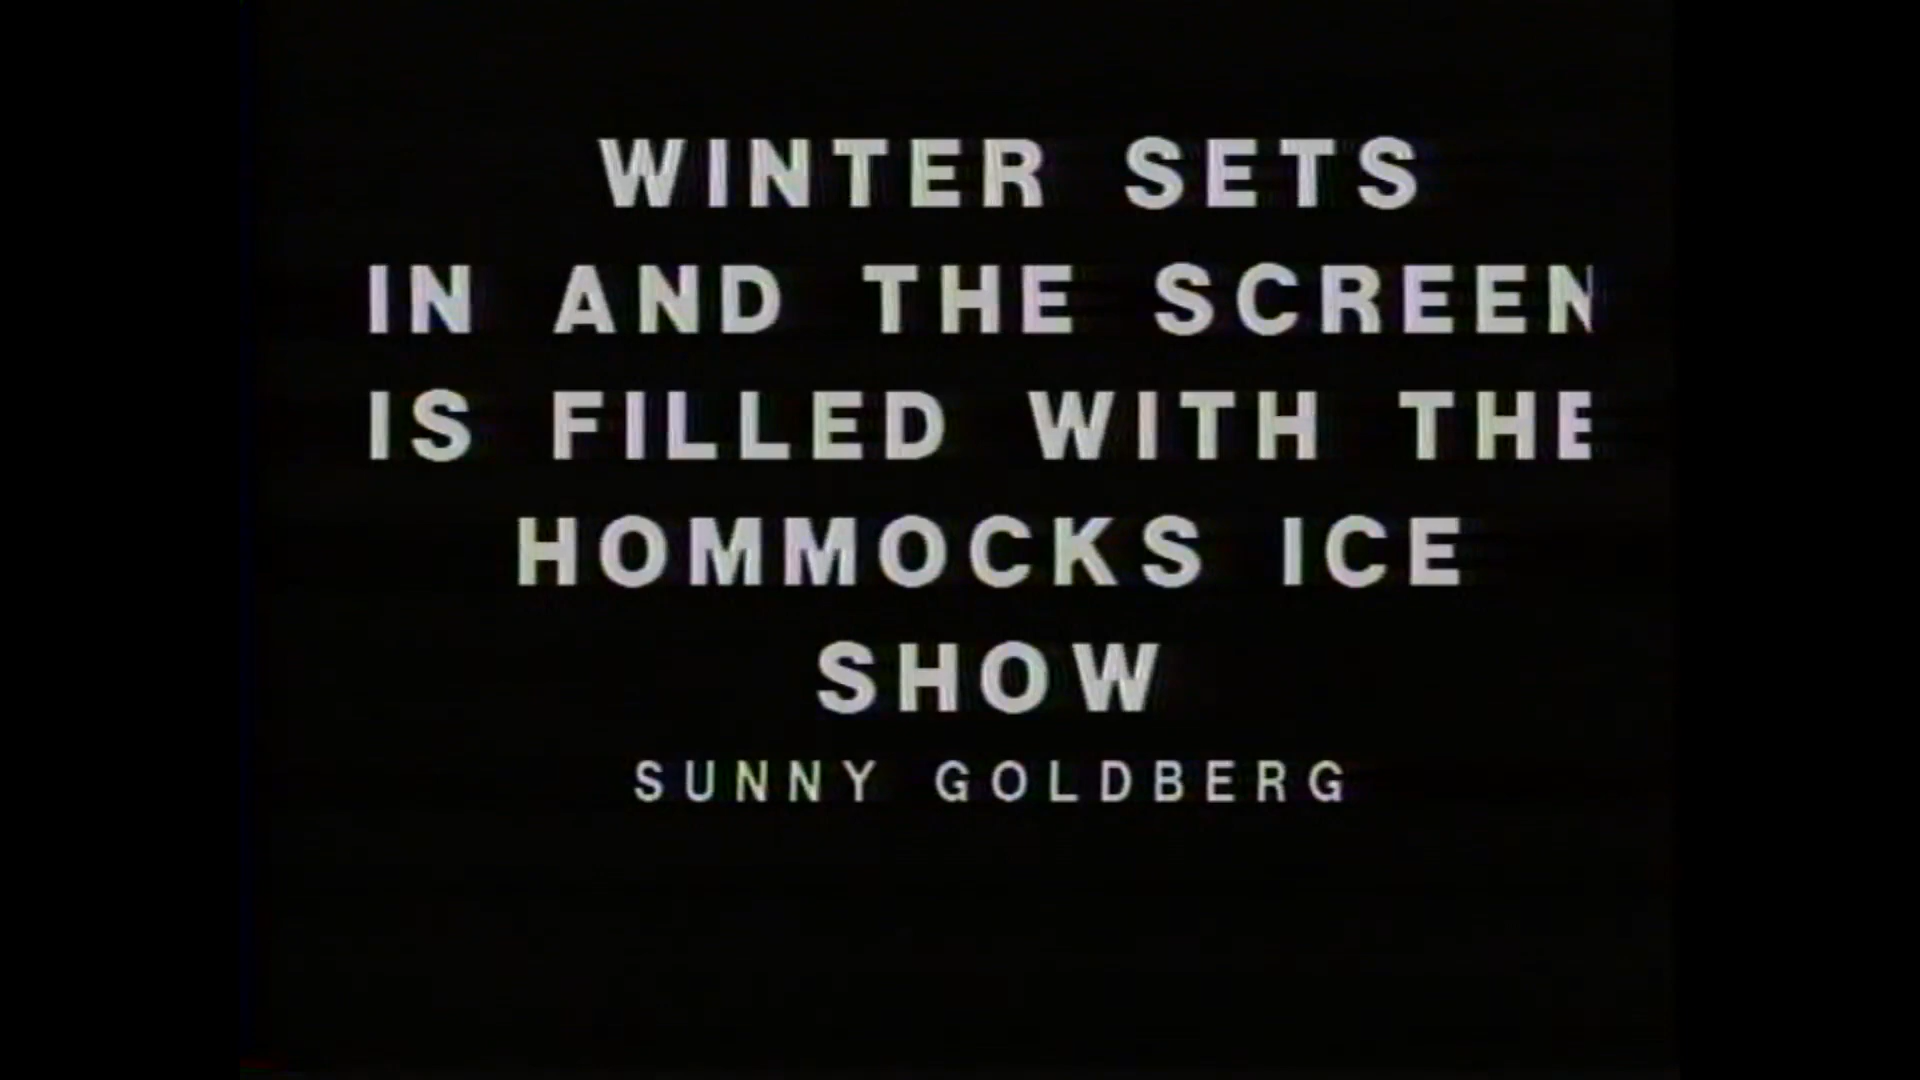 WINTER SETS
IN AND THE SCREEN
IS FILLED WITH THE
HOMMOCKS ICE
SHOW
SUNNY GOLDBERG